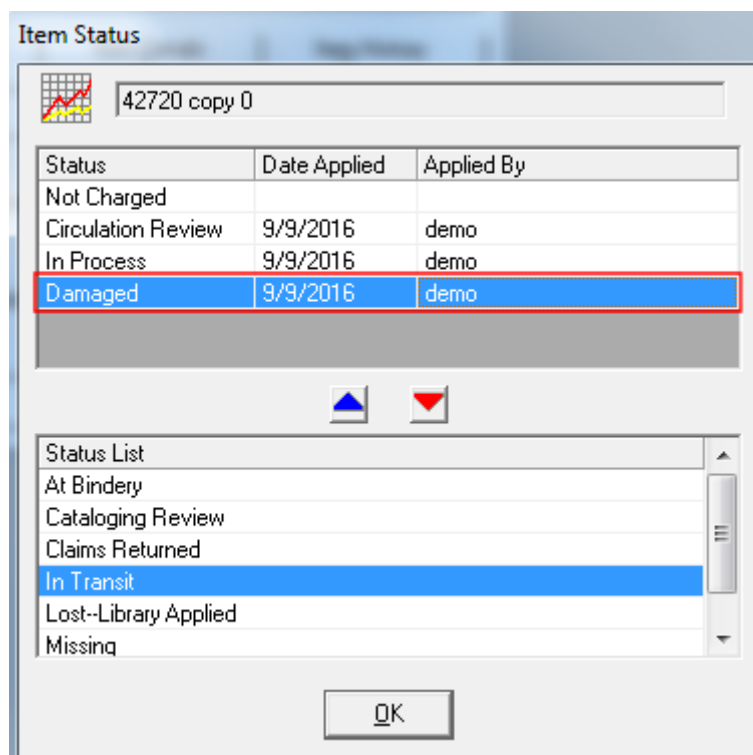 Item Status
42720 copy 0
Status Date Applied Applied By
Not Charged
Circulation Review 9/9/2016 demo
In Process 9/9/2016 demo
Damaged 9/9/2016 demo
Status List
At Bindery
Cataloging Review
Claims Returned
In Transit
Lost--Library Applied
Missing
OK